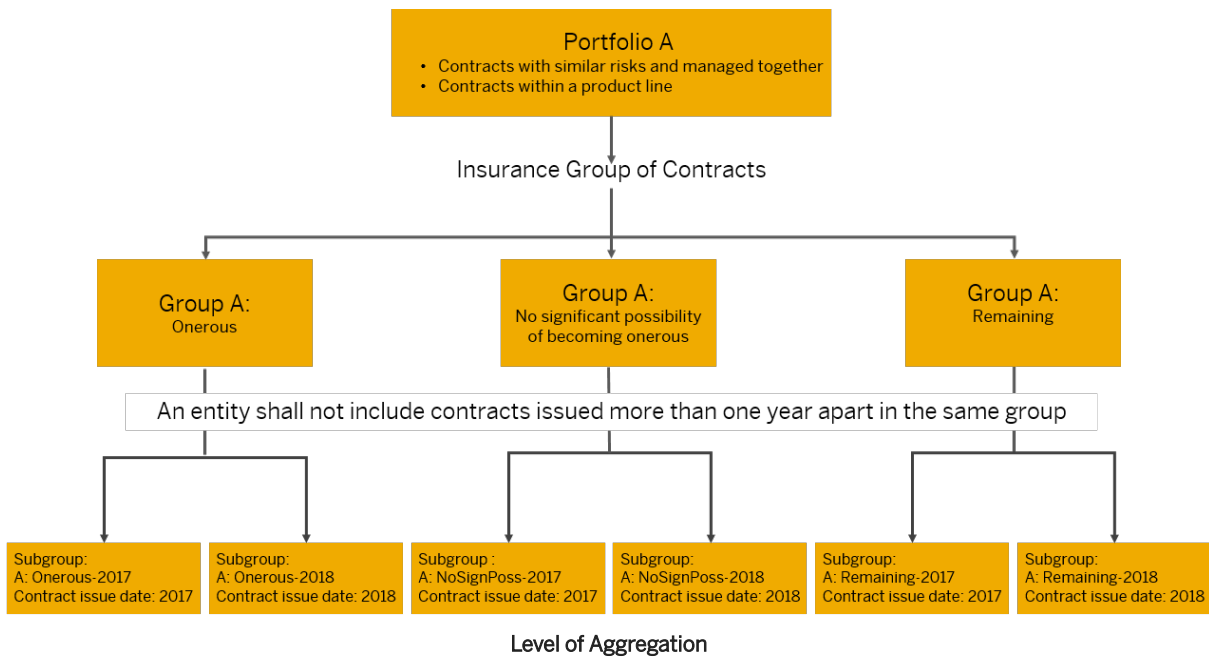 Portfolio A
• Contracts with similar risks and managed together
• Contracts within a product line
Insurance Group of Contracts
Group A:
Onerous
Group A:
No significant possibility
of becoming onerous
Group A:
Remaining
An entity shall not include contracts issued more than one year apart in the same group
Subgroup:
A: Onerous-2017
Contract issue date: 2017
Subgroup:
A: Onerous-2018
Contract issue date: 2018
Subgroup :
A: NoSignPoss-2017
Contract issue date: 2017
Subgroup:
A: NoSignPoss-2018
Contract issue date: 2018
Subgroup:
A: Remaining-2017
Contract issue date: 2017
Subgroup:
A: Remaining-2018
Contract issue date: 2018
Level of Aggregation